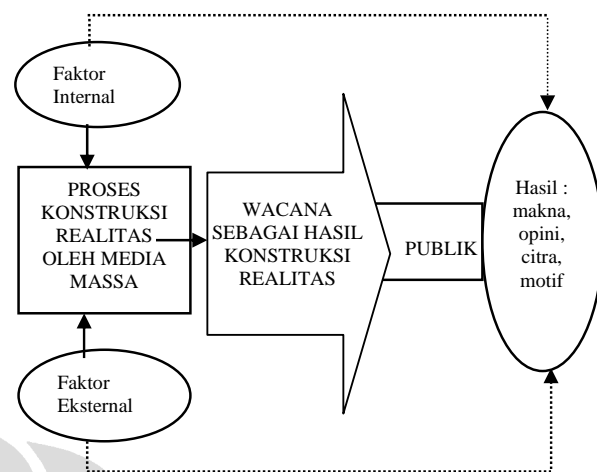 Faktor
Internal
PROSES
KONSTRUKSI
REALITAS
OLEH MEDIA
MASSA
WACANA
SEBAGAI HASIL
KONSTRUKSI
REALITAS
PUBLIK
Hasil :
makna,
opini,
citra,
motif
Faktor
Eksternal